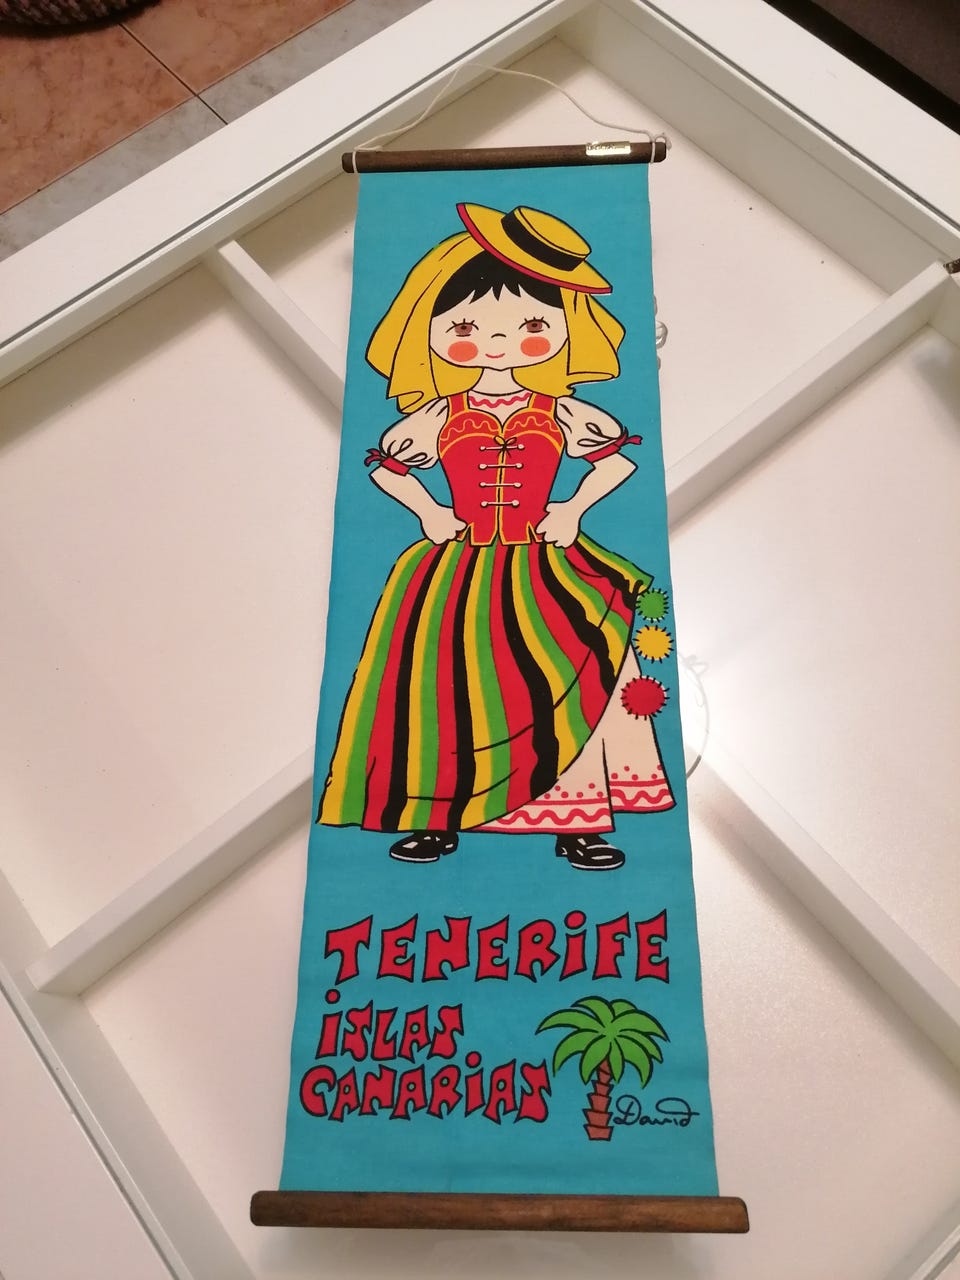 TENERiFE
iSLAS
CANARiAS
David